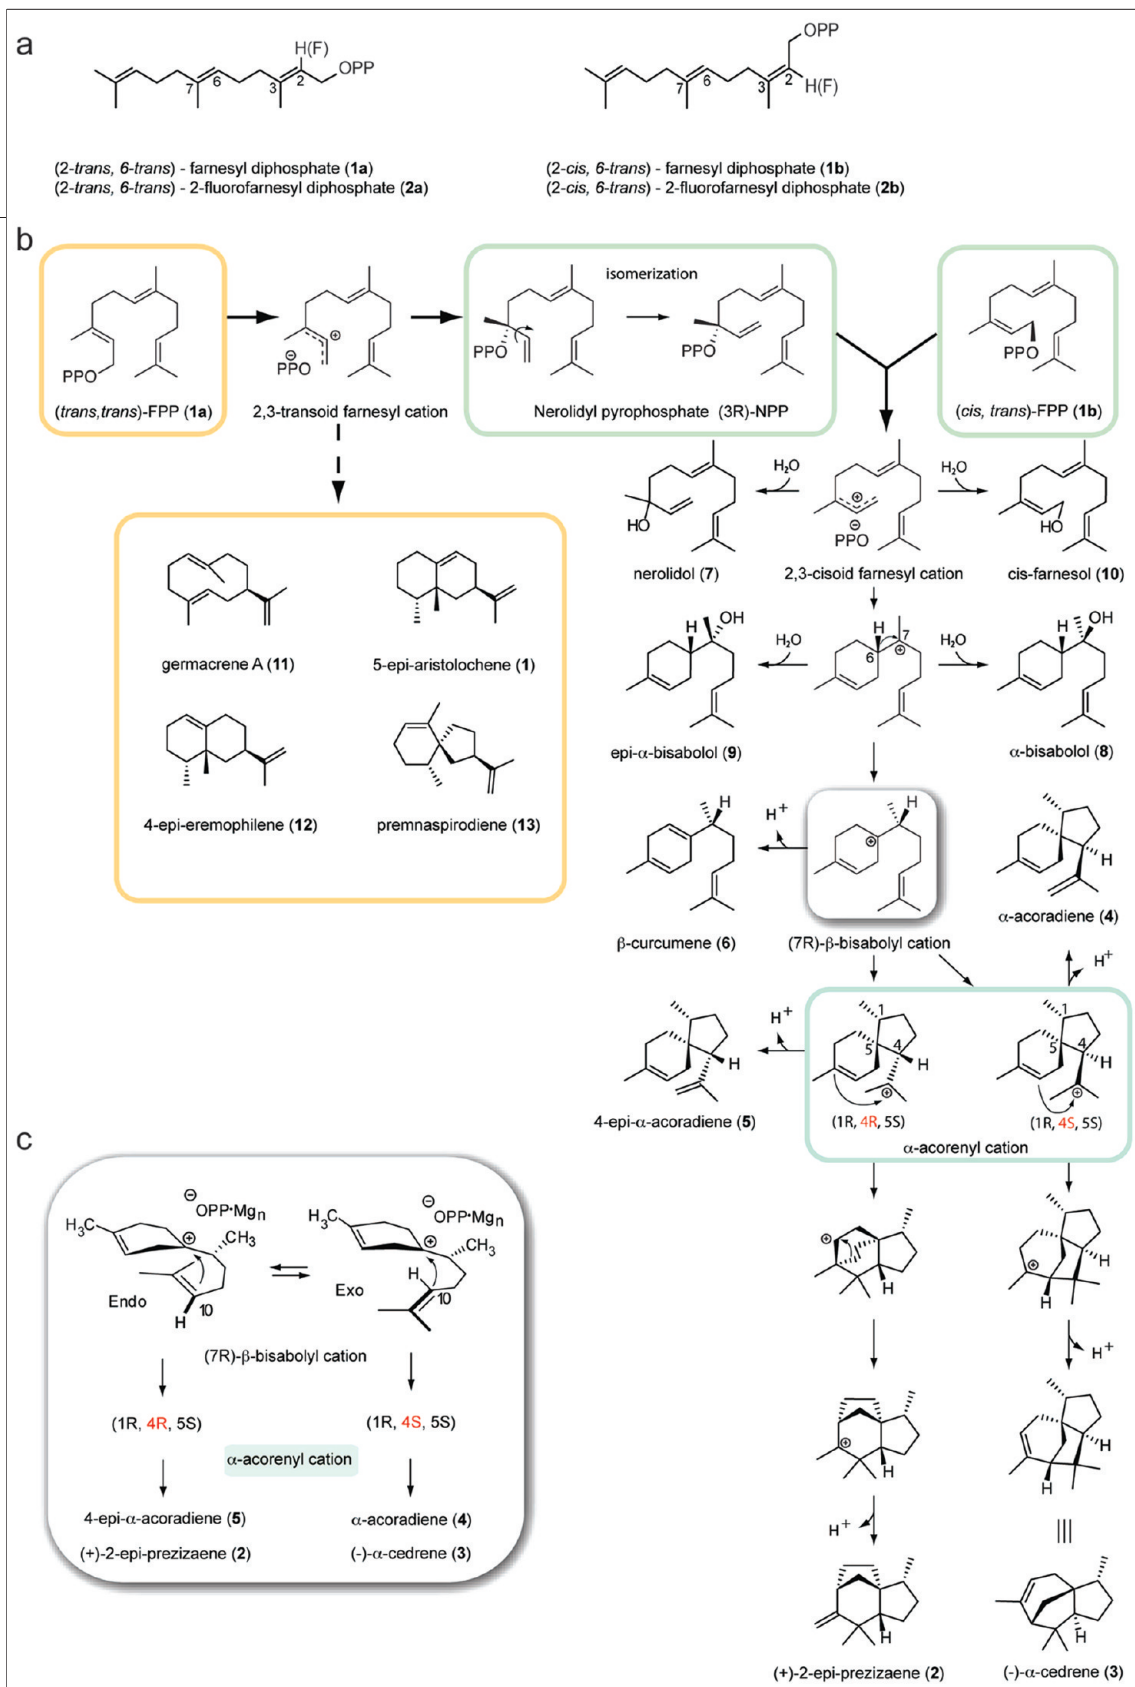 a
H(F)
OPP
7
6
3
2
(2-trans, 6-trans) - farnesyl diphosphate (1a)
(2-trans, 6-trans) - 2-fluorofarnesyl diphosphate (2a)
OPP
7
6
3
2
H(F)
(2-cis, 6-trans) - farnesyl diphosphate (1b)
(2-cis, 6-trans) - 2-fluorofarnesyl diphosphate (2b)
b
PPO
(trans,trans)-FPP (1a)
⊕
⊖
PPO
2,3-transoid farnesyl cation
isomerization
PPO
PPO
Nerolidyl pyrophosphate (3R)-NPP
PPO
(cis, trans)-FPP (1b)
HO
nerolidol (7)
H₂O
⊕
⊖
PPO
2,3-cisoid farnesyl cation
H₂O
HO
cis-farnesol (10)
germacrene A (11)
5-epi-aristolochene (1)
4-epi-eremophilene (12)
premnaspirodiene (13)
H
OH
epi-α-bisabolol (9)
H₂O
H
7
6
⊕
H₂O
H
OH
α-bisabolol (8)
H
β-curcumene (6)
H⁺
H
⊕
(7R)-β-bisabolyl cation
H
α-acoradiene (4)
H⁺
H
4-epi-α-acoradiene (5)
H⁺
1
5
4
H
⊕
(1R, 4R, 5S)
1
5
4
H
⊕
(1R, 4S, 5S)
α-acorenyl cation
⊕
H
⊕
H
H
H⁺
⊕
H
H
H
H⁺
H
(+)-2-epi-prezizaene (2)
H
(-)-α-cedrene (3)
c
⊖
OPP·Mgn
H₃C
⊕
CH₃
Endo
10
H
⊖
OPP·Mgn
H₃C
⊕
CH₃
H
Exo
10
(7R)-β-bisabolyl cation
(1R, 4R, 5S)
(1R, 4S, 5S)
α-acorenyl cation
4-epi-α-acoradiene (5)
α-acoradiene (4)
(+)-2-epi-prezizaene (2)
(-)-α-cedrene (3)